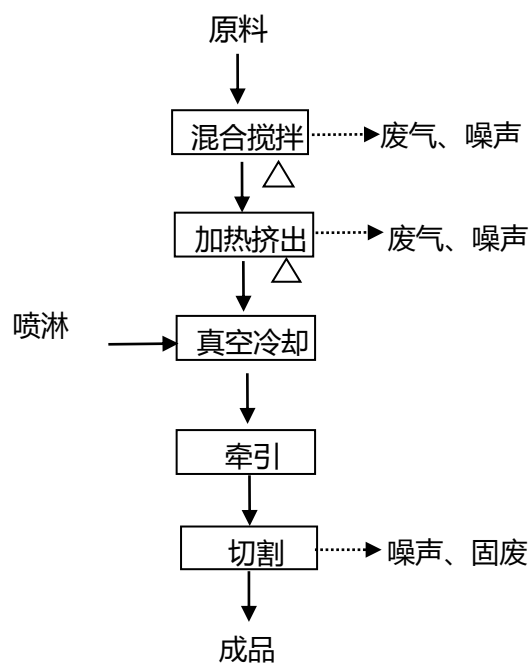 原料
混合搅拌
废气、噪声
加热挤出
废气、噪声
喷淋
真空冷却
牵引
切割
噪声、固废
成品